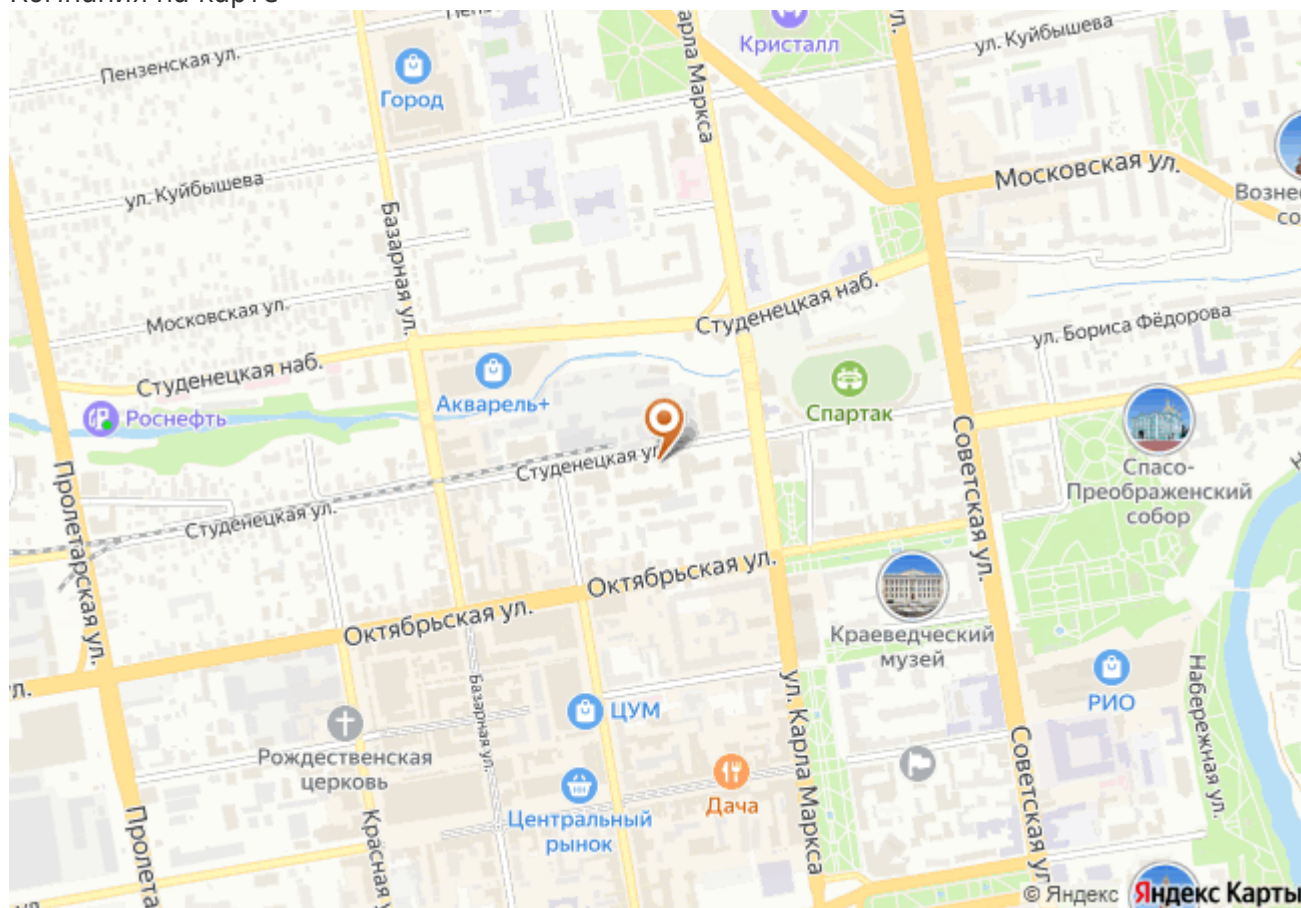 Компания на карте
Пензенская ул.
Город
Кристалл
ул. Куйбышева
ул. Куйбышева
Карла Маркса
Базарная ул.
Московская ул.
Московская ул.
Студенецкая наб.
Студенецкая наб.
ул. Бориса Фёдорова
Акварель+
Роснефть
Спартак
Студенецкая ул.
Студенецкая ул.
Советская ул.
Спасо-
Преображенский
собор
Пролетарская ул.
Октябрьская ул.
Октябрьская ул.
Краеведческий
музей
РИО
Набережная ул.
Базарная ул.
ЦУМ
ул. Карла Маркса
Рождественская
церковь
Дача
Центральный
рынок
Советская ул
Красная
© Яндекс
Яндекс Карты